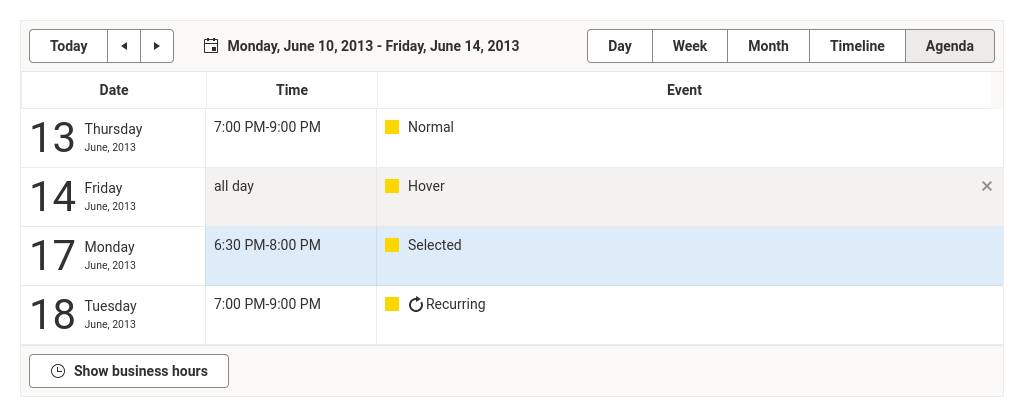 Today Monday, June 10, 2013 - Friday, June 14, 2013 Day Week Month Timeline Agenda
Date Time Event
13 Thursday 7:00 PM-9:00 PM Normal
June, 2013
14 Friday all day Hover
June, 2013
17 Monday 6:30 PM-8:00 PM Selected
June, 2013
18 Tuesday 7:00 PM-9:00 PM Recurring
June, 2013
Show business hours